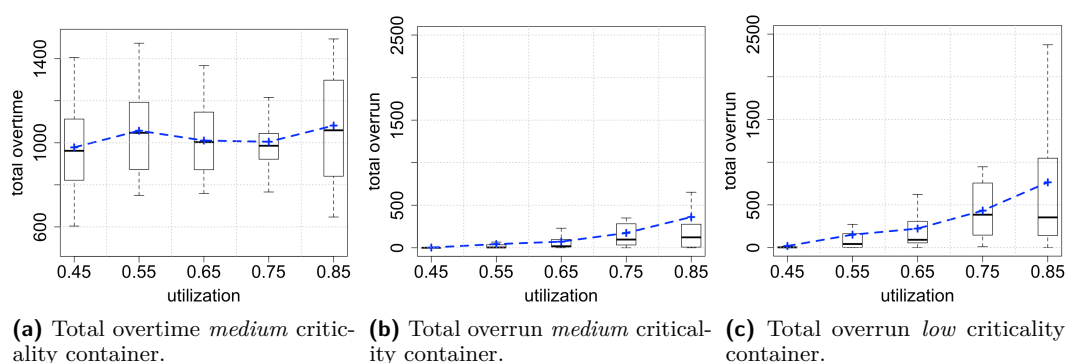 total overtime
1400
1000
600
0.45 0.55 0.65 0.75 0.85
utilization
total overrun
2500
1500
500
0
0.45 0.55 0.65 0.75 0.85
utilization
total overrun
2500
1500
500
0
0.45 0.55 0.65 0.75 0.85
utilization
(a) Total overtime medium critic-
ality container.
(b) Total overrun medium critical-
ity container.
(c) Total overrun low criticality
container.